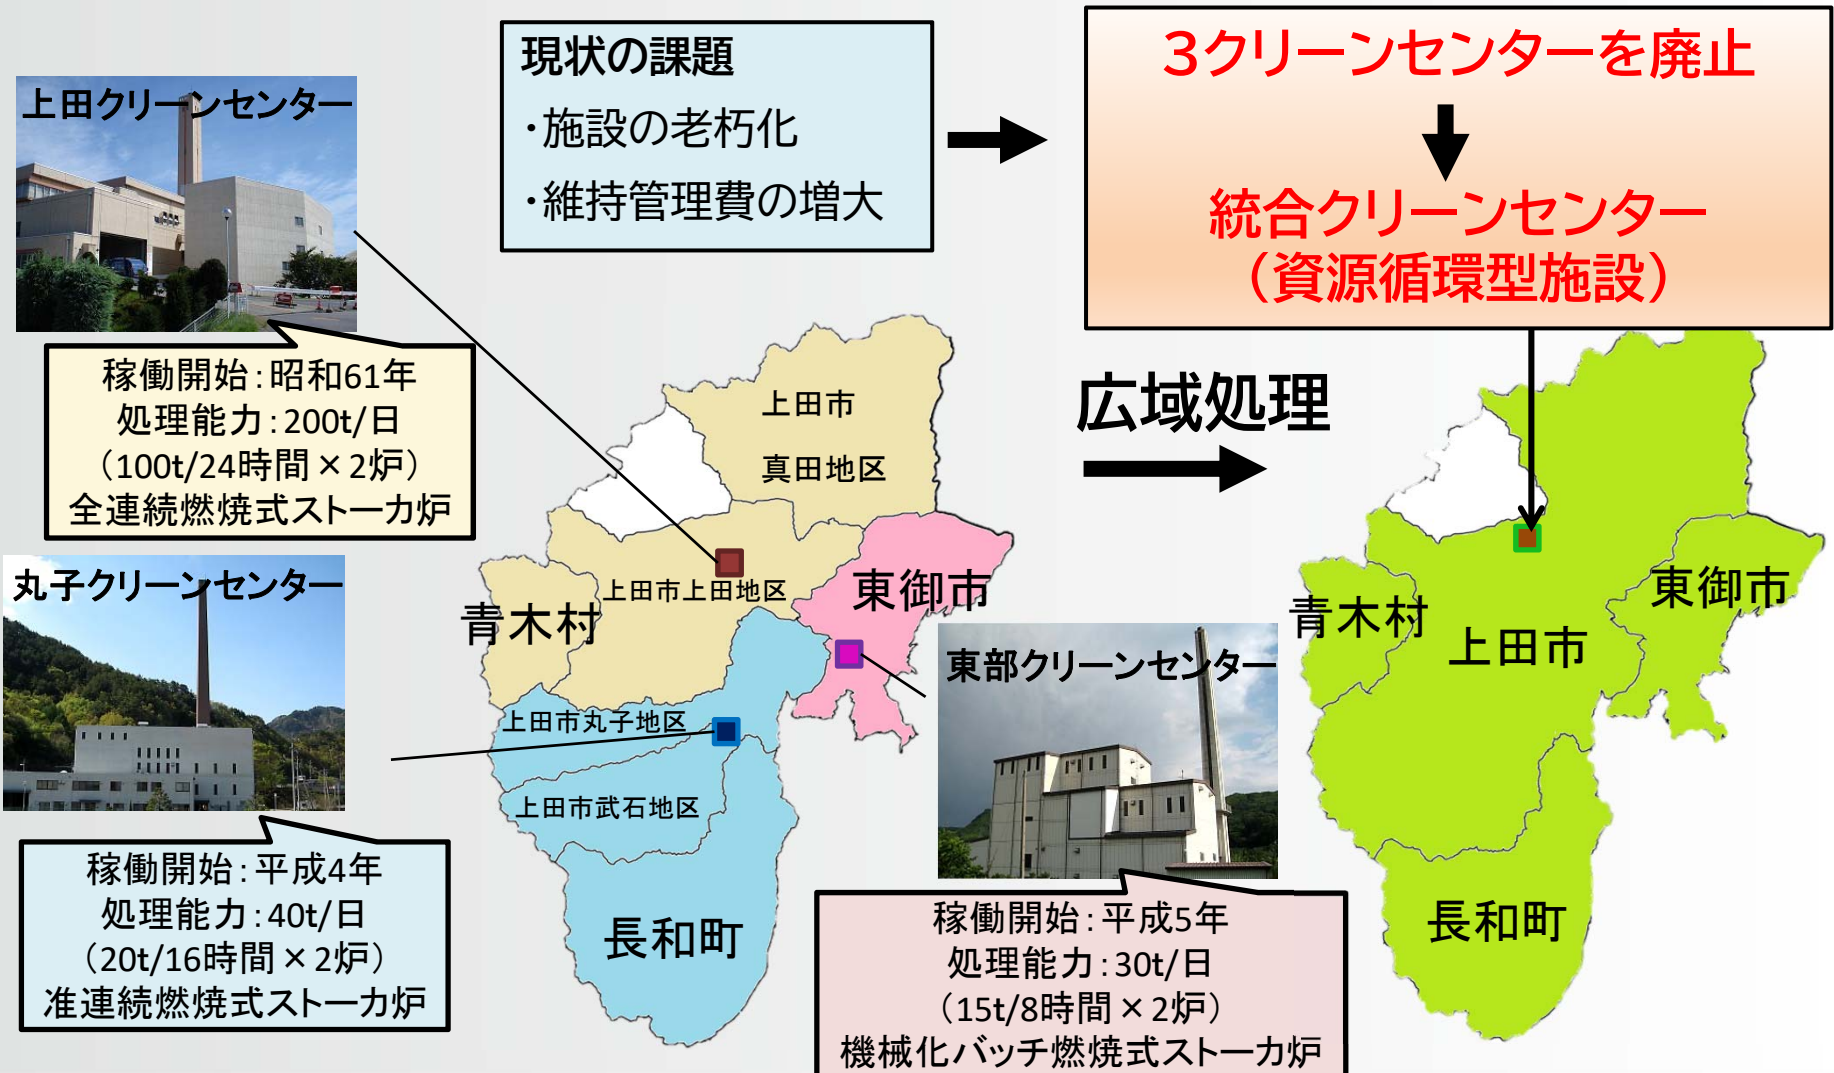 現状の課題
・施設の老朽化
・維持管理費の増大
3クリーンセンターを廃止
統合クリーンセンター
（資源循環型施設）
上田クリーンセンター
稼働開始：昭和61年
処理能力：200t/日
（100t/24時間×2炉）
全連続燃焼式ストーカ炉
丸子クリーンセンター
稼働開始：平成4年
処理能力：40t/日
（20t/16時間×2炉）
准連続燃焼式ストーカ炉
上田市
真田地区
上田市上田地区
青木村
東御市
上田市丸子地区
上田市武石地区
長和町
東部クリーンセンター
稼働開始：平成5年
処理能力：30t/日
（15t/8時間×2炉）
機械化バッチ燃焼式ストーカ炉
広域処理
青木村
東御市
上田市
長和町